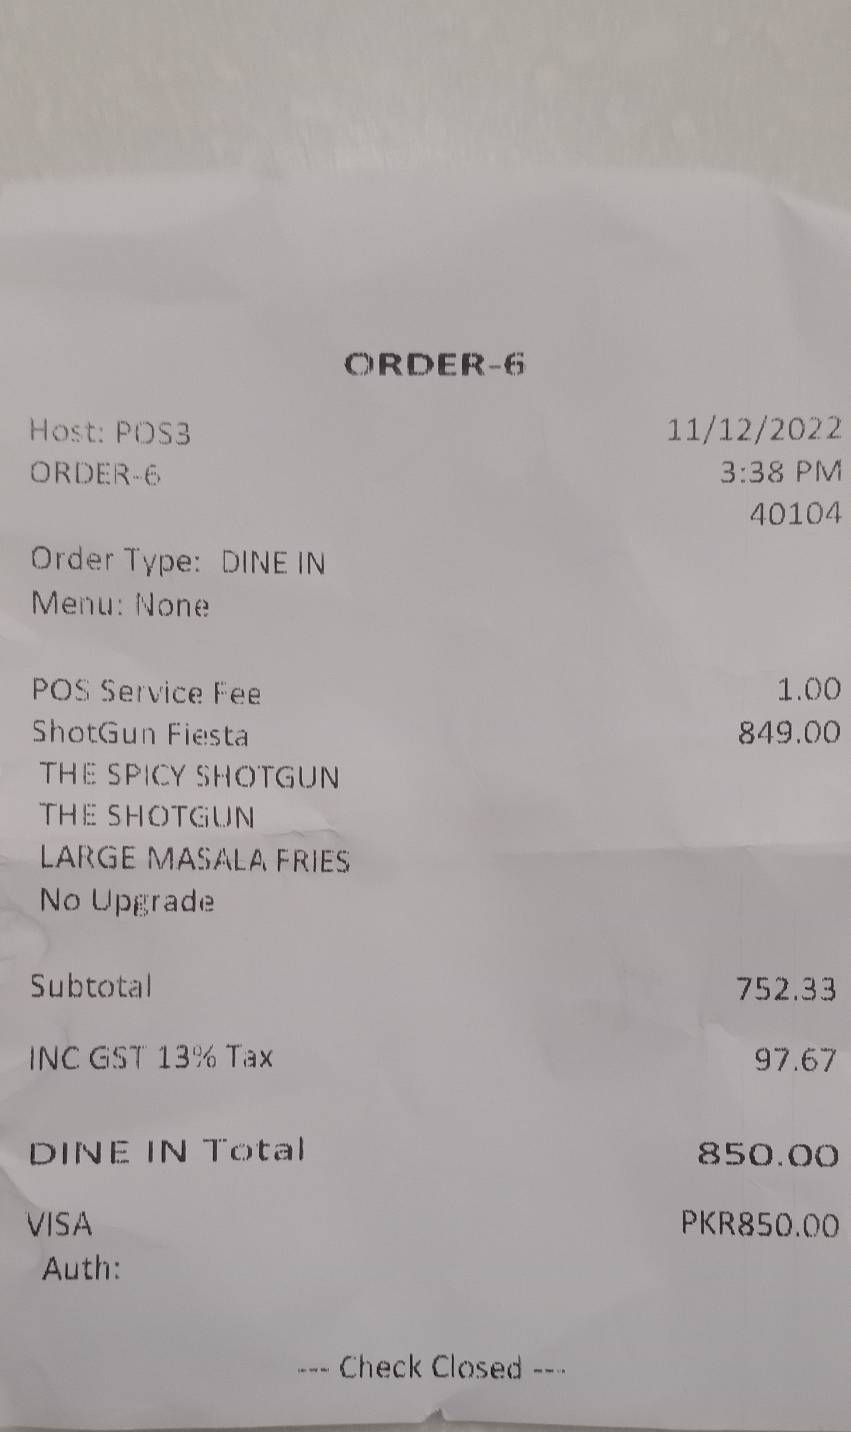 ORDER-6
Host: POS3 11/12/2022
ORDER-6 3:38 PM
40104
Order Type: DINE IN
Menu: None
POS Service Fee 1.00
ShotGun Fiesta 849.00
THE SPICY SHOTGUN
THE SHOTGUN
LARGE MASALA FRIES
No Upgrade
Subtotal 752.33
INC GST 13% Tax 97.67
DINE IN Total 850.00
VISA PKR850.00
Auth:
--- Check Closed ---